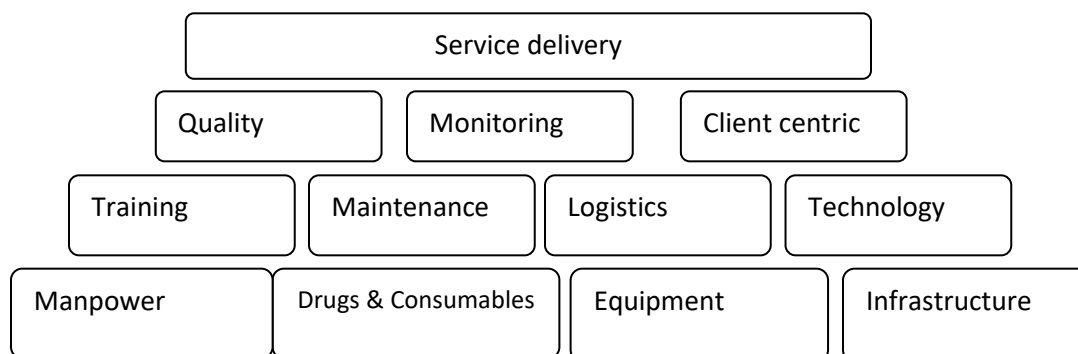 Service delivery
Quality
Monitoring
Client centric
Training
Maintenance
Logistics
Technology
Manpower
Drugs & Consumables
Equipment
Infrastructure